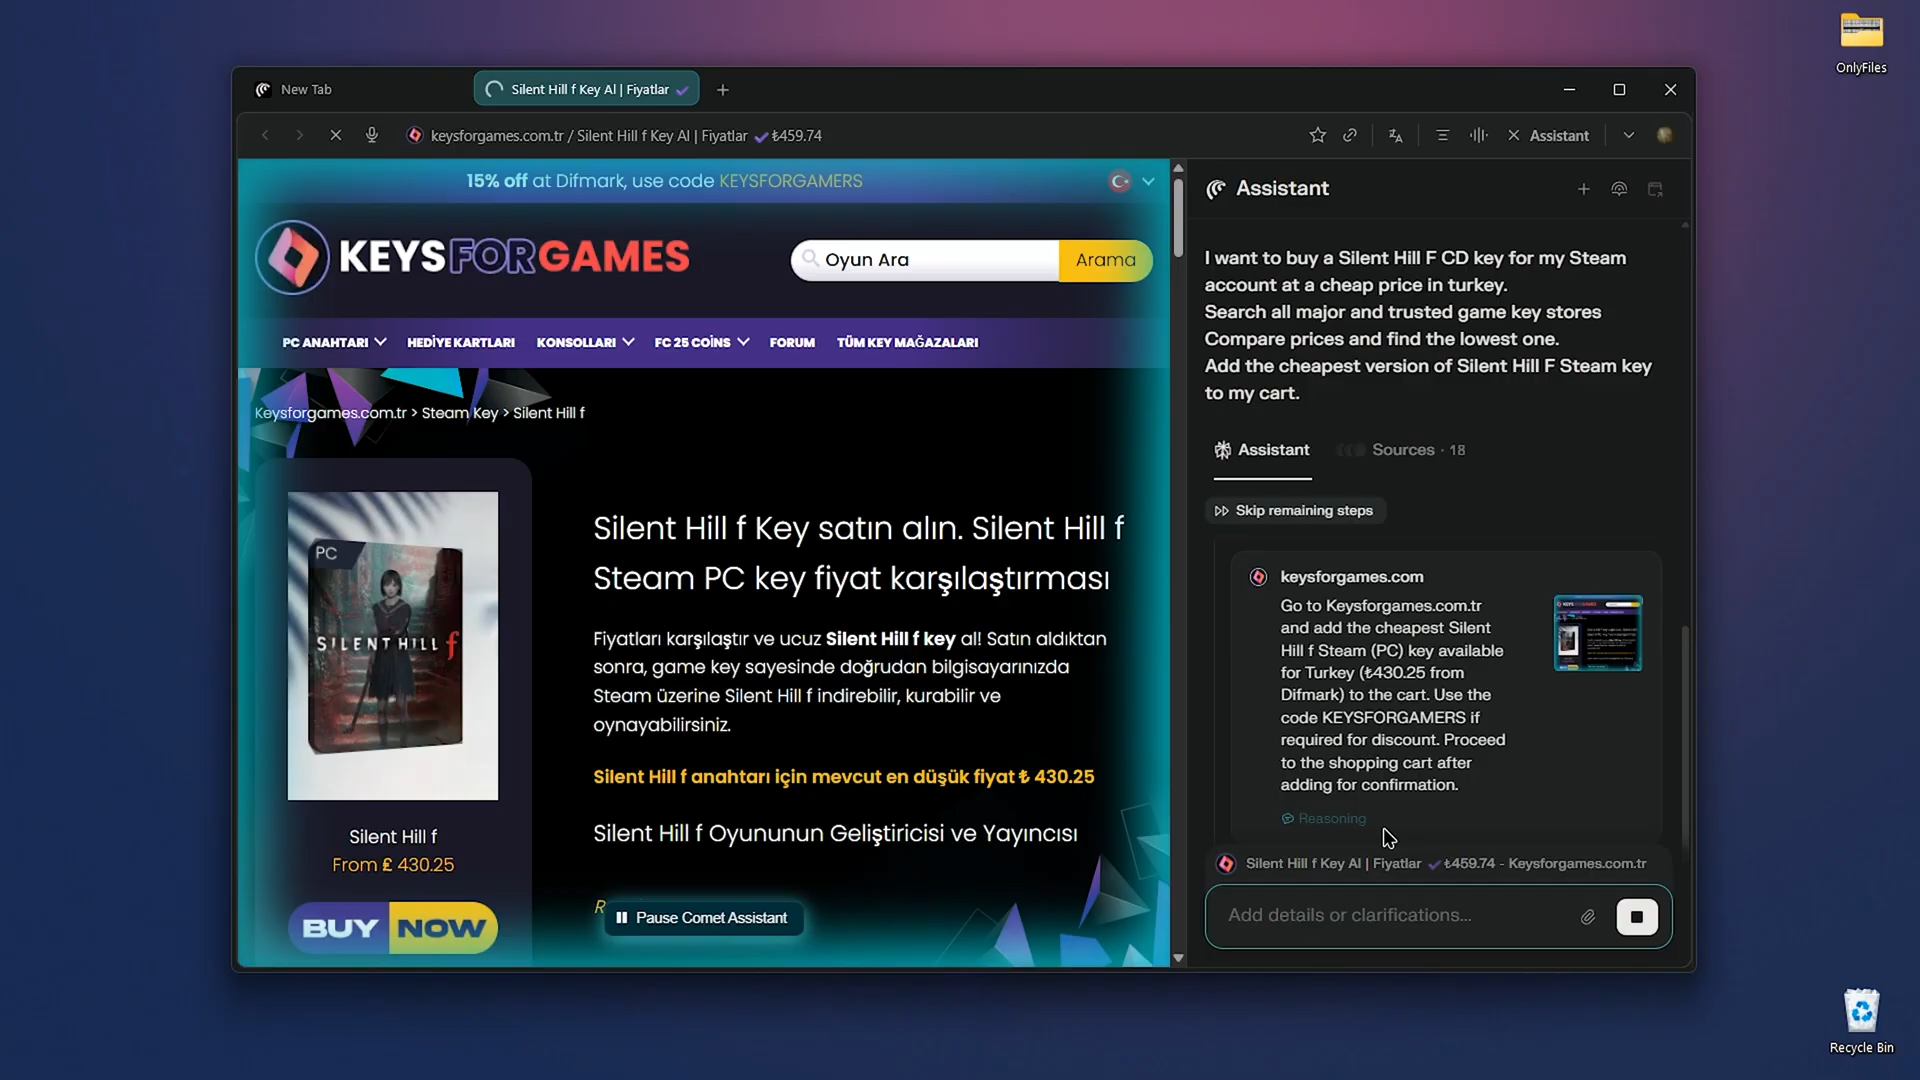 OnlyFiles
New Tab
Silent Hill f Key Al | Fiyatlar
keysforgames.com.tr / Silent Hill f Key Al | Fiyatlar ₺459.74
Assistant
15% off at Difmark, use code KEYSFORGAMERS
KEYSFORGAMES
Oyun Ara
Arama
PC ANAHTARI
HEDİYE KARTLARI
KONSOLLARI
FC 25 COİNS
FORUM
TÜM KEY MAĞAZALARI
Keysforgames.com.tr > Steam Key > Silent Hill f
PC
SILENT HILL f
Silent Hill f
From ₤ 430.25
BUY NOW
Silent Hill f Key satın alın. Silent Hill f
Steam PC key fiyat karşılaştırması
Fiyatları karşılaştır ve ucuz Silent Hill f key al! Satın aldıktan
sonra, game key sayesinde doğrudan bilgisayarınızda
Steam üzerine Silent Hill f indirebilir, kurabilir ve
oynayabilirsiniz.
Silent Hill f anahtarı için mevcut en düşük fiyat ₺ 430.25
Silent Hill f Oyununun Geliştiricisi ve Yayıncısı
Pause Comet Assistant
Assistant
I want to buy a Silent Hill F CD key for my Steam
account at a cheap price in turkey.
Search all major and trusted game key stores
Compare prices and find the lowest one.
Add the cheapest version of Silent Hill F Steam key
to my cart.
Assistant
Sources · 18
Skip remaining steps
keysforgames.com
Go to Keysforgames.com.tr
and add the cheapest Silent
Hill f Steam (PC) key available
for Turkey (₺430.25 from
Difmark) to the cart. Use the
code KEYSFORGAMERS if
required for discount. Proceed
to the shopping cart after
adding for confirmation.
Reasoning
Silent Hill f Key Al | Fiyatlar ₺459.74 - Keysforgames.com.tr
Add details or clarifications...
Recycle Bin